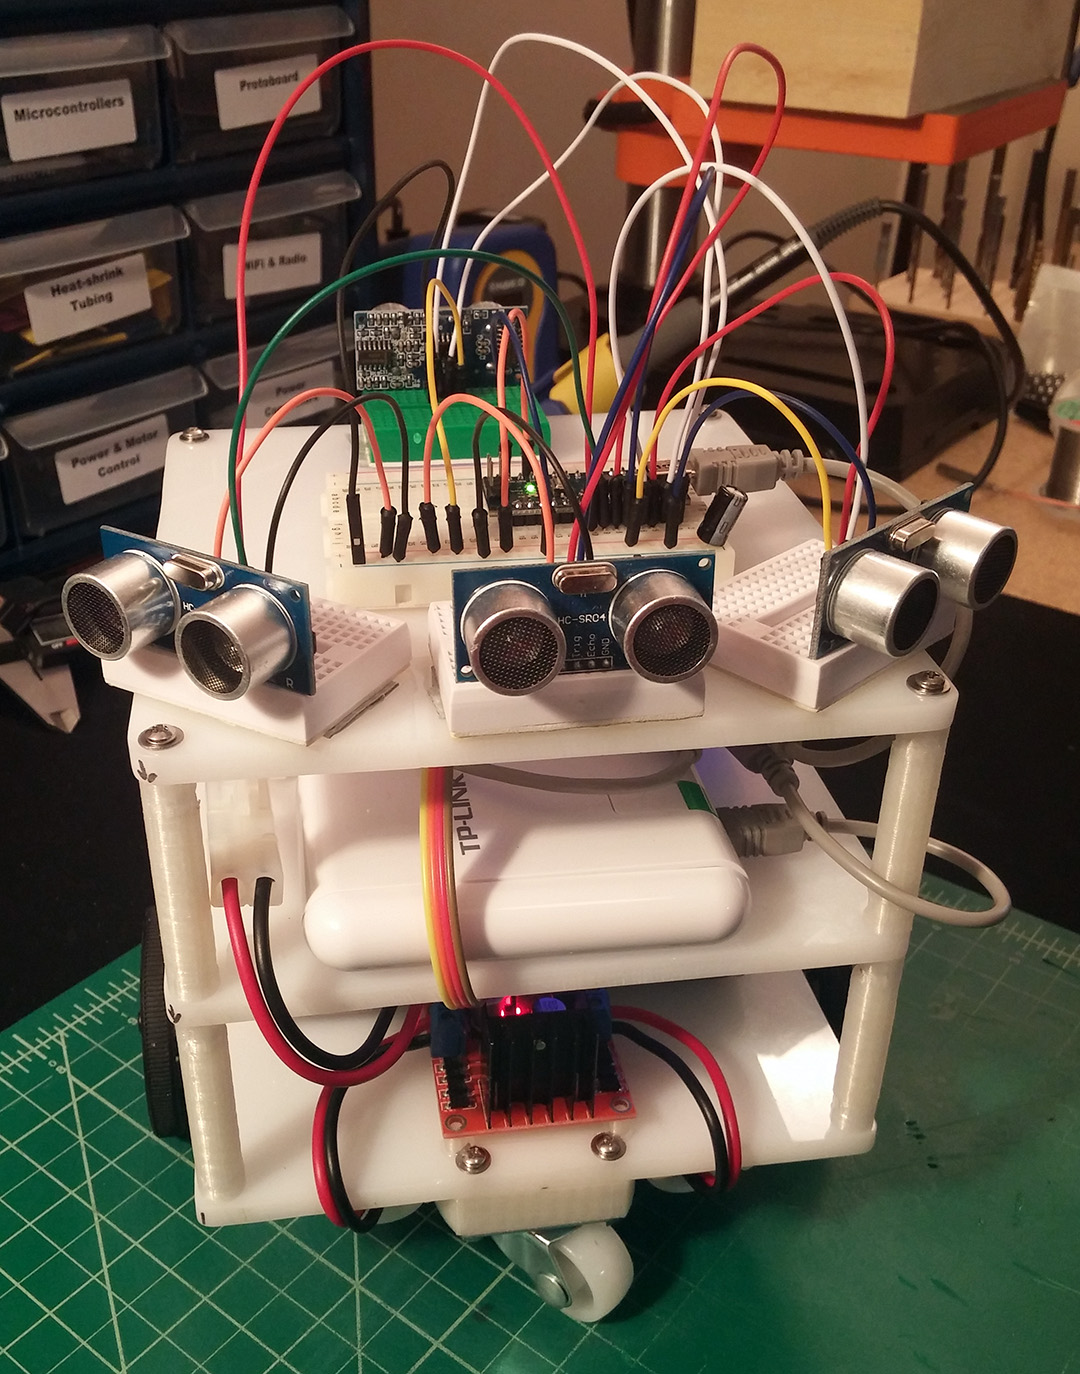 Microcontrollers
Protoboard
Heat-shrink
Tubing
WiFi & Radio
Power
Power & Motor
Control
HC-SR04
Trig
Echo
GND
HC-
R
TP-LINK